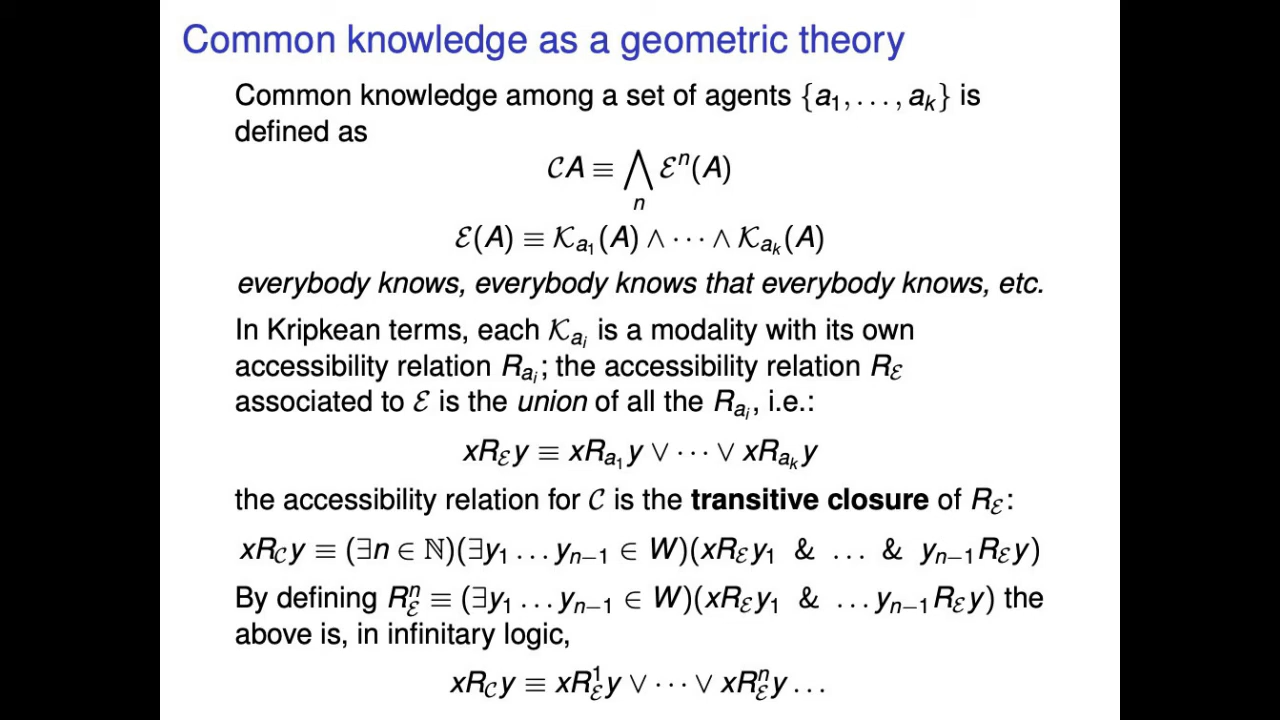 Common knowledge as a geometric theory
Common knowledge among a set of agents {a₁, . . . , aₖ} is
defined as
𝒞A ≡ ⋀ₙ ℰⁿ(A)
ℰ(A) ≡ 𝒦ₐ₁(A) ∧ · · · ∧ 𝒦ₐₖ(A)
everybody knows, everybody knows that everybody knows, etc.
In Kripkean terms, each 𝒦ₐᵢ is a modality with its own
accessibility relation Rₐᵢ; the accessibility relation R_ℰ
associated to ℰ is the union of all the Rₐᵢ, i.e.:
xR_ℰy ≡ xRₐ₁y ∨ · · · ∨ xRₐₖy
the accessibility relation for 𝒞 is the transitive closure of R_ℰ:
xR_𝒞y ≡ (∃n ∈ ℕ)(∃y₁ . . . yₙ₋₁ ∈ W)(xR_ℰy₁ & . . . & yₙ₋₁R_ℰy)
By defining R_ℰⁿ ≡ (∃y₁ . . . yₙ₋₁ ∈ W)(xR_ℰy₁ & . . . yₙ₋₁R_ℰy) the
above is, in infinitary logic,
xR_𝒞y ≡ xR_ℰ¹y ∨ · · · ∨ xR_ℰⁿy . . .